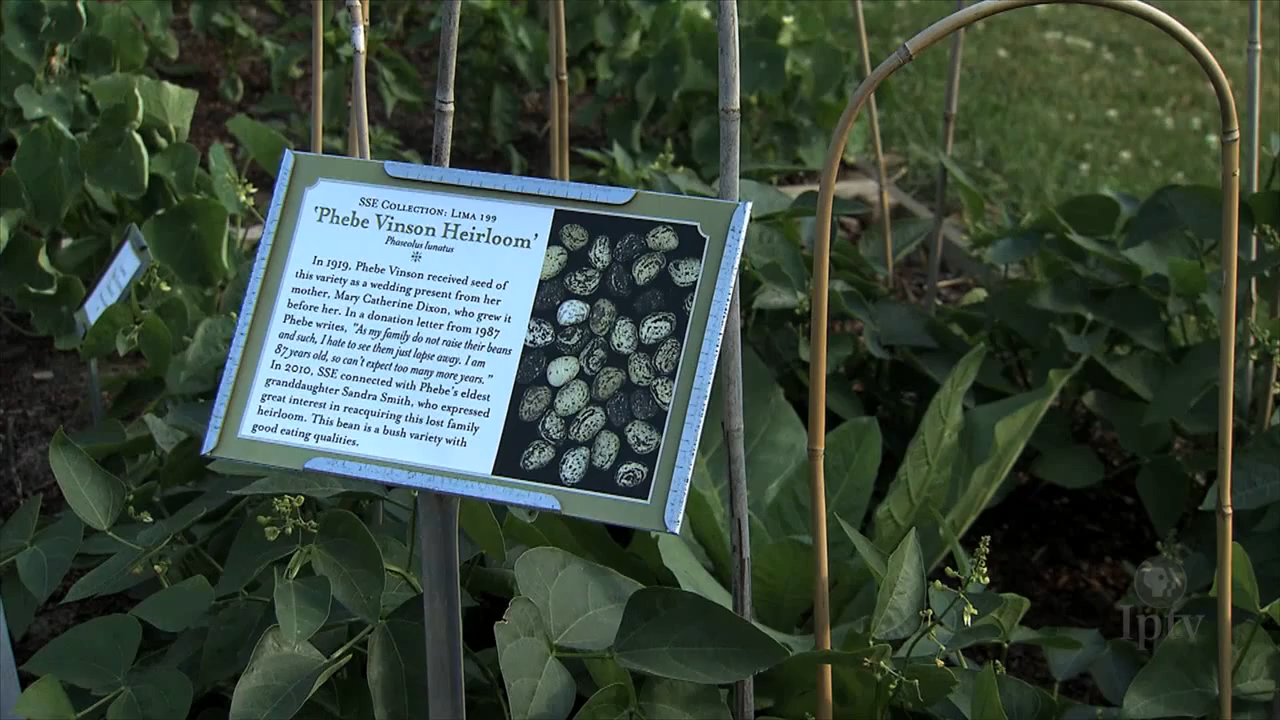 SSE Collection: Lima 199
'Phebe Vinson Heirloom'
Phaseolus lunatus
In 1919, Phebe Vinson received seed of
this variety as a wedding present from her
mother, Mary Catherine Dixon, who grew it
before her. In a donation letter from 1987
Phebe writes, "As my family do not raise their beans
and such, I hate to see them just lapse away. I am
87 years old, so can't expect too many more years."
In 2010, SSE connected with Phebe's eldest
granddaughter Sandra Smith, who expressed
great interest in reacquiring this lost family
heirloom. This bean is a bush variety with
good eating qualities.
Iptv